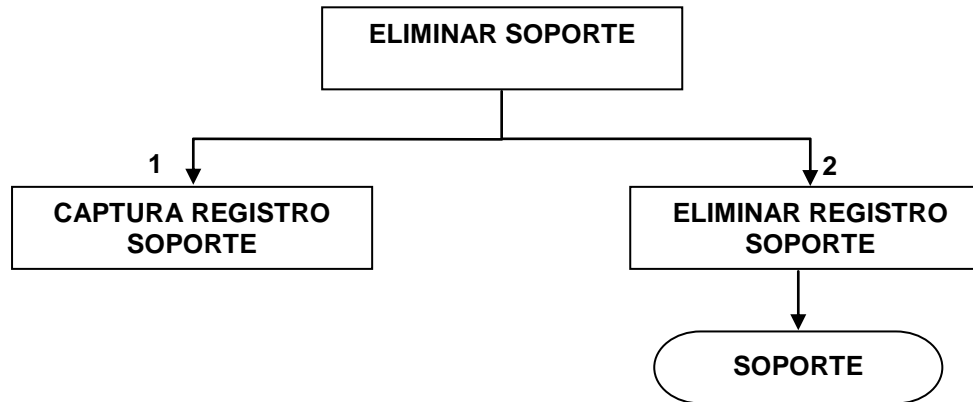 ELIMINAR SOPORTE
1
2
CAPTURA REGISTRO
SOPORTE
ELIMINAR REGISTRO
SOPORTE
SOPORTE